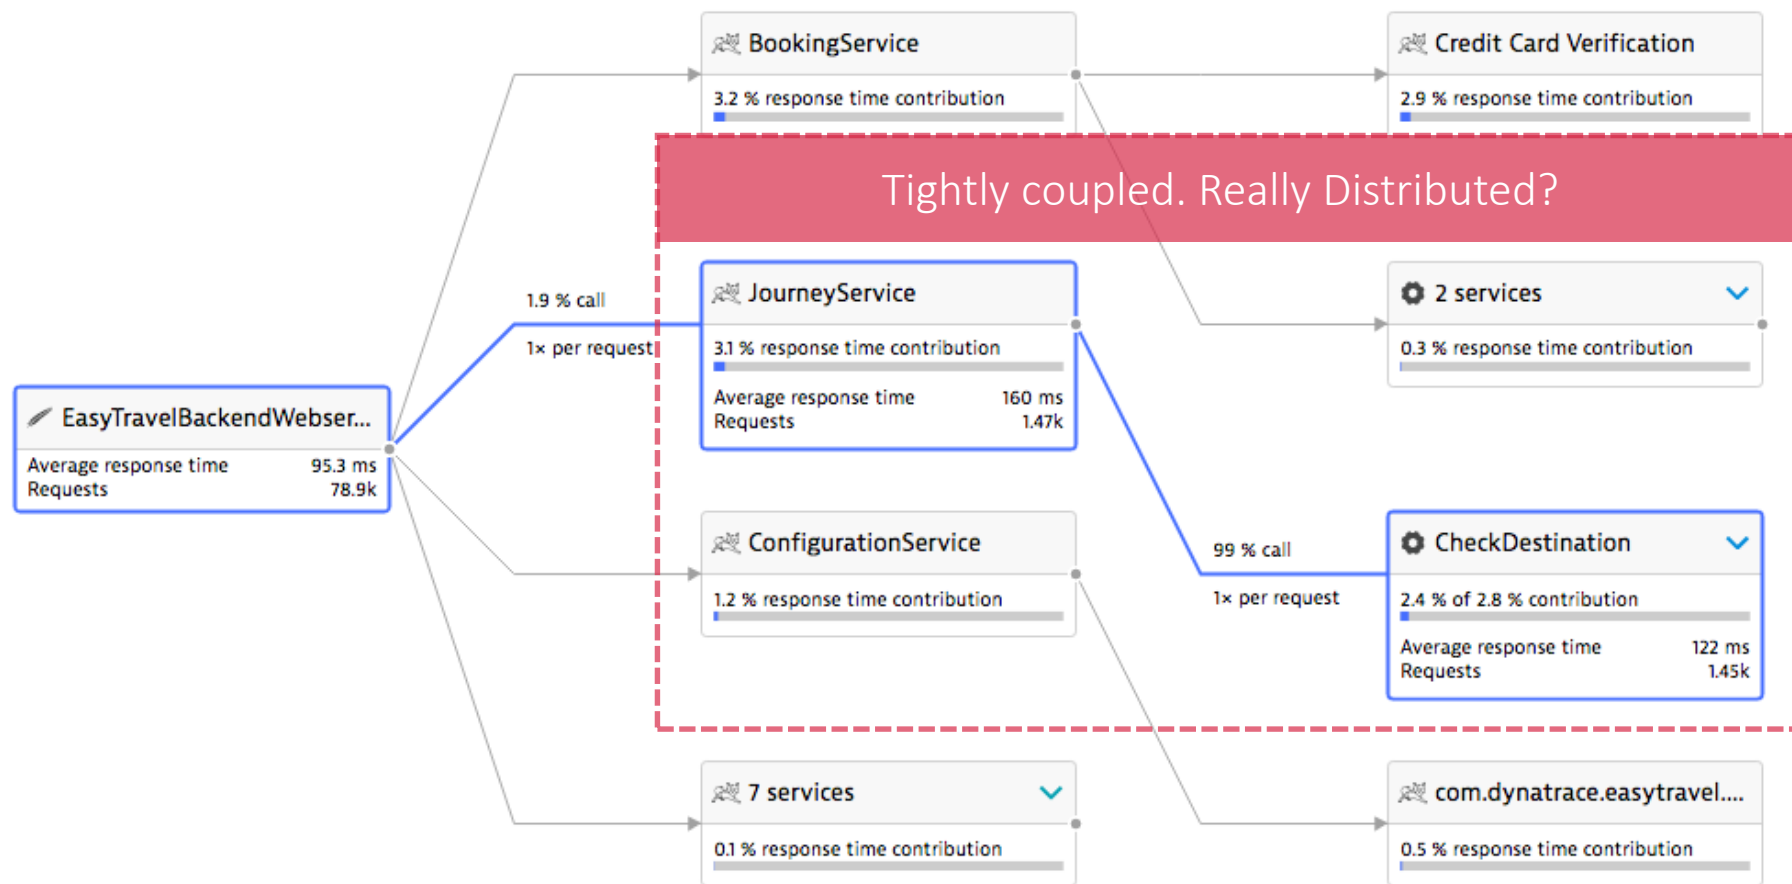 BookingService
3.2 % response time contribution
Credit Card Verification
2.9 % response time contribution
Tightly coupled. Really Distributed?
1.9 % call
1× per request
JourneyService
3.1 % response time contribution
Average response time 160 ms
Requests 1.47k
2 services
0.3 % response time contribution
EasyTravelBackendWebser...
Average response time 95.3 ms
Requests 78.9k
ConfigurationService
1.2 % response time contribution
99 % call
1× per request
CheckDestination
2.4 % of 2.8 % contribution
Average response time 122 ms
Requests 1.45k
7 services
0.1 % response time contribution
com.dynatrace.easytravel....
0.5 % response time contribution